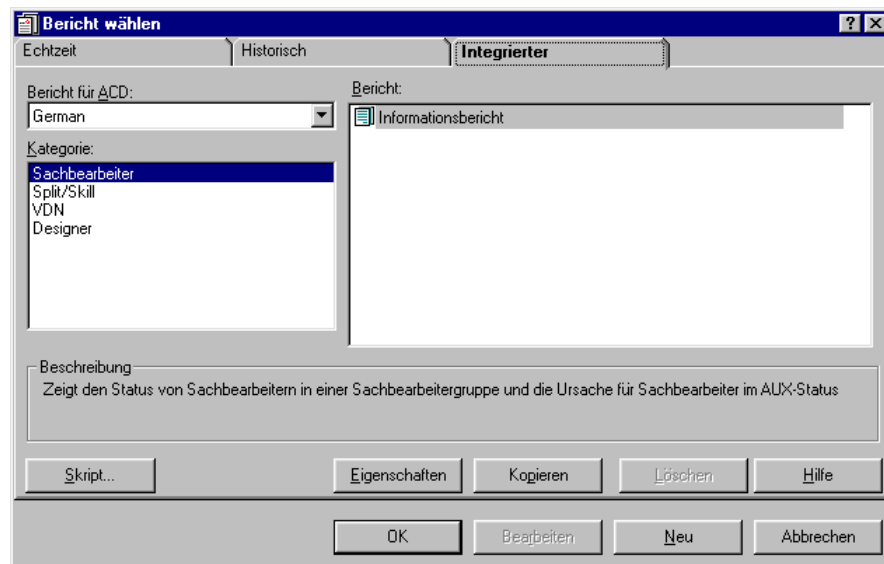 Bericht wählen
Echtzeit
Historisch
Integrierter
Bericht für ACD:
German
Kategorie:
Sachbearbeiter
Split/Skill
VDN
Designer
Bericht:
Informationsbericht
Beschreibung
Zeigt den Status von Sachbearbeitern in einer Sachbearbeitergruppe und die Ursache für Sachbearbeiter im AUX-Status
Skript...
Eigenschaften
Kopieren
Löschen
Hilfe
OK
Bearbeiten
Neu
Abbrechen